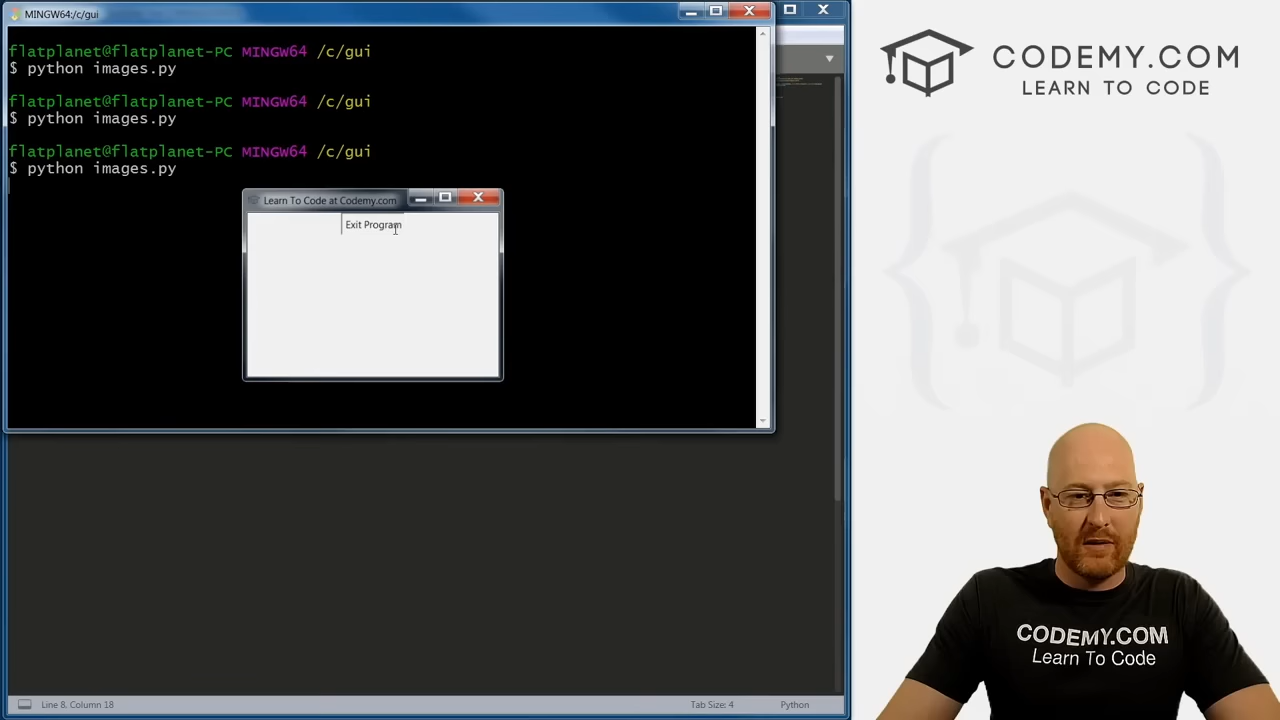 MINGW64:/c/gui
flatplanet@flatplanet-PC MINGW64 /c/gui
$ python images.py
flatplanet@flatplanet-PC MINGW64 /c/gui
$ python images.py
flatplanet@flatplanet-PC MINGW64 /c/gui
$ python images.py
Learn To Code at Codemy.com
Exit Program
Line 8, Column 18
Tab Size: 4
Python
CODEMY.COM
LEARN TO CODE
CODEMY.COM
Learn To Code